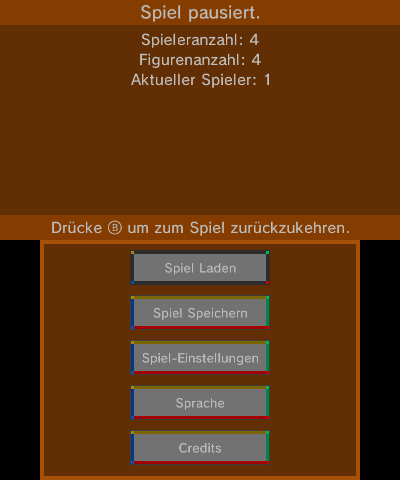 Spiel pausiert.
Spieleranzahl: 4
Figurenanzahl: 4
Aktueller Spieler: 1
Drücke Ⓑ um zum Spiel zurückzukehren.
Spiel Laden
Spiel Speichern
Spiel-Einstellungen
Sprache
Credits